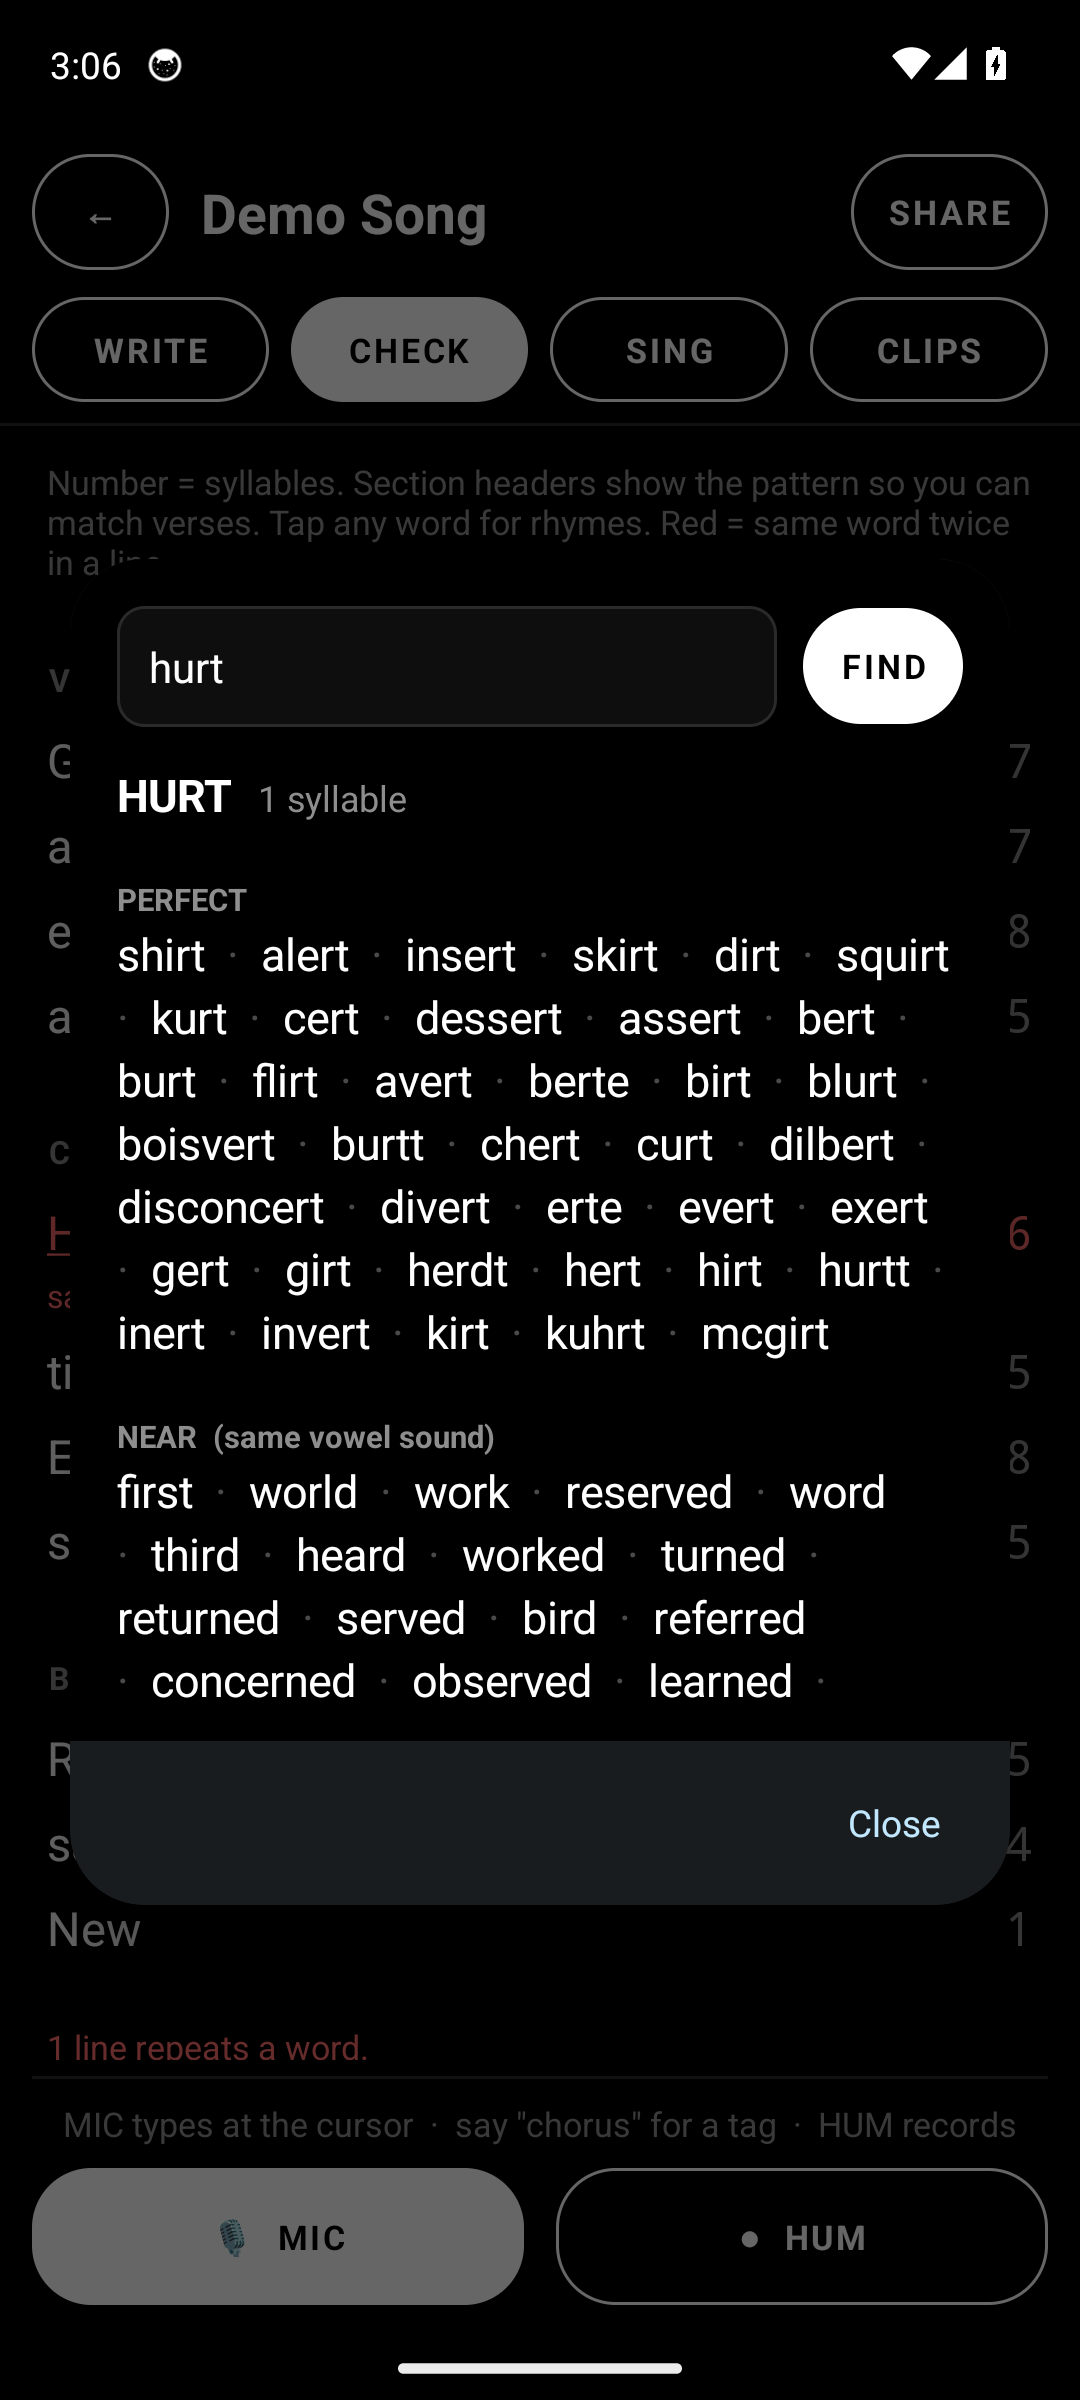 3:06
← Demo Song SHARE
WRITE CHECK SING CLIPS
Number = syllables. Section headers show the pattern so you can
match verses. Tap any word for rhymes. Red = same word twice
in a line
hurt FIND
HURT 1 syllable
PERFECT
shirt · alert · insert · skirt · dirt · squirt
· kurt · cert · dessert · assert · bert ·
burt · flirt · avert · berte · birt · blurt ·
boisvert · burtt · chert · curt · dilbert ·
disconcert · divert · erte · evert · exert
· gert · girt · herdt · hert · hirt · hurtt ·
inert · invert · kirt · kuhrt · mcgirt
NEAR (same vowel sound)
first · world · work · reserved · word
· third · heard · worked · turned ·
returned · served · bird · referred
· concerned · observed · learned ·
Close
7
7
8
5
6
5
8
5
5
4
New 1
1 line repeats a word.
MIC types at the cursor · say "chorus" for a tag · HUM records
MIC ● HUM